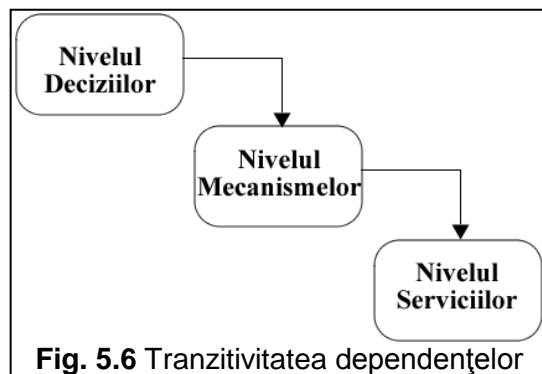 Nivelul
Deciziilor
Nivelul
Mecanismelor
Nivelul
Serviciilor
Fig. 5.6 Tranzitivitatea dependenţelor